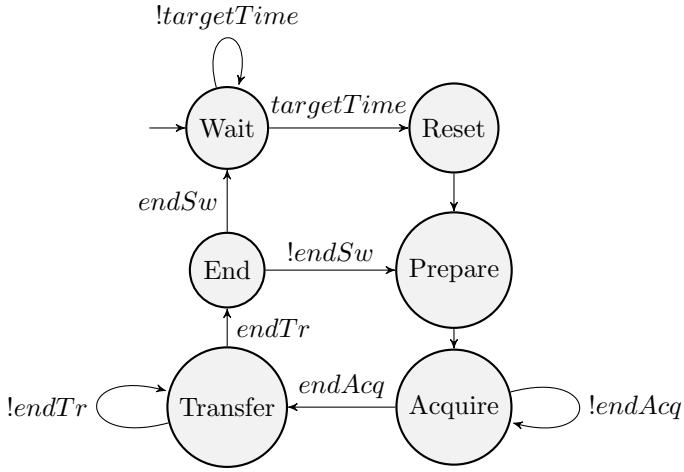 !targetTime
targetTime
Wait
Reset
endSw
!endSw
End
Prepare
endTr
endAcq
!endTr
Transfer
Acquire
!endAcq